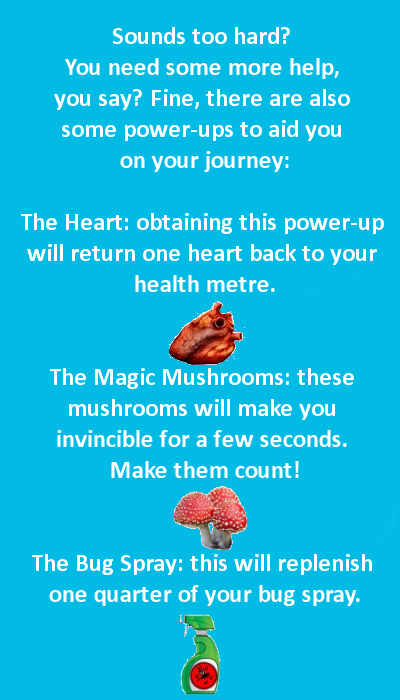 Sounds too hard?
You need some more help,
you say? Fine, there are also
some power-ups to aid you
on your journey:
The Heart: obtaining this power-up
will return one heart back to your
health metre.
The Magic Mushrooms: these
mushrooms will make you
invincible for a few seconds.
Make them count!
The Bug Spray: this will replenish
one quarter of your bug spray.